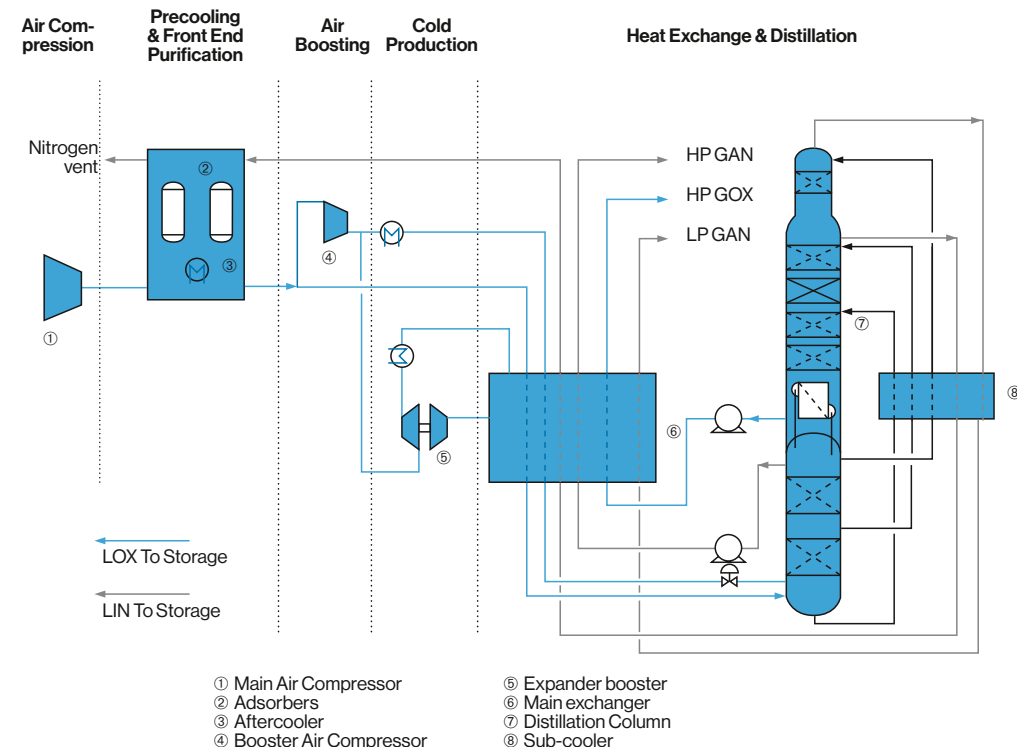 Air Com-
pression
Precooling
& Front End
Purification
Air
Boosting
Cold
Production
Heat Exchange & Distillation
Nitrogen
vent
②
③
①
④
⑤
⑥
HP GAN
HP GOX
LP GAN
⑦
⑧
LOX To Storage
LIN To Storage
① Main Air Compressor
② Adsorbers
③ Aftercooler
④ Booster Air Compressor
⑤ Expander booster
⑥ Main exchanger
⑦ Distillation Column
⑧ Sub-cooler